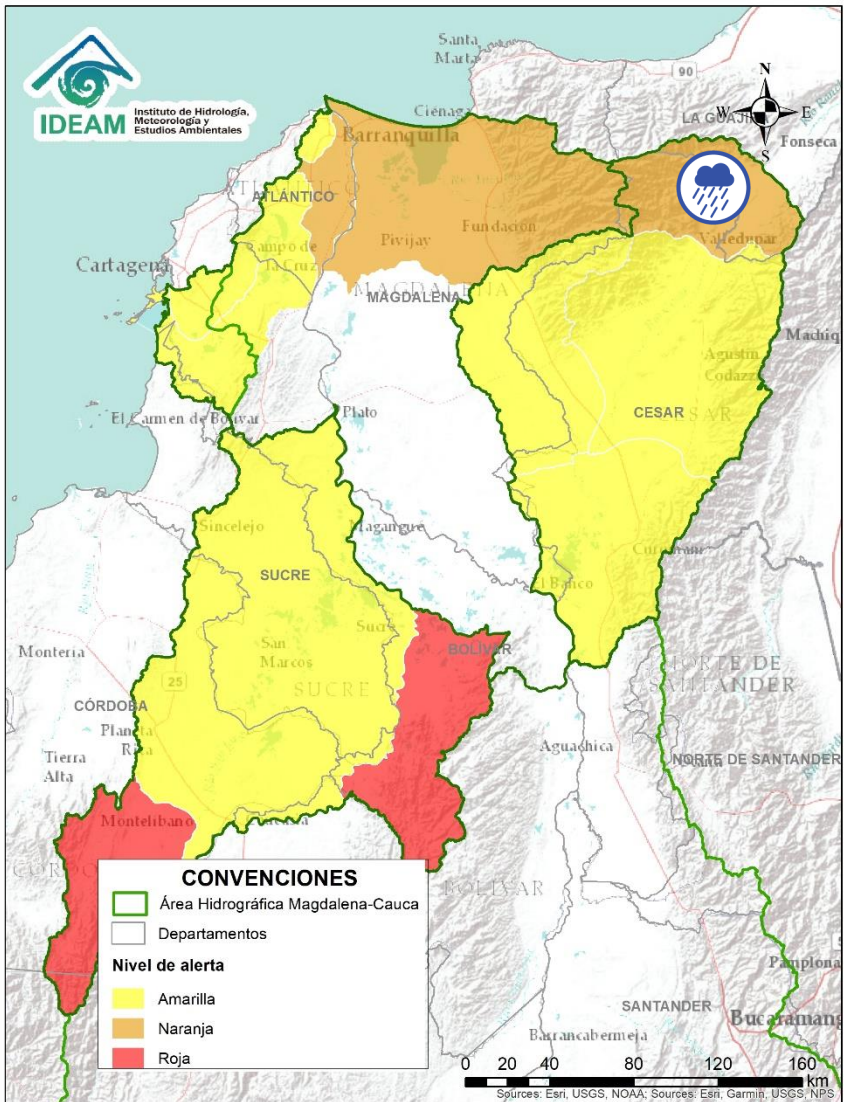 IDEAM
Instituto de Hidrología,
Meteorología y
Estudios Ambientales
Santa
Marta
90
N
W
E
S
LA GUAJIRA
Fonseca
Ciénaga
Barranquilla
ATLÁNTICO
Campo de
la Cruz
Pivijay
Fundación
Valledupar
Cartagena
MAGDALENA
Agustín
Codazzi
El Carmen de Bolívar
Plato
CESAR
Sincelejo
Magangué
SUCRE
El Banco
Montería
San
Marcos
Sucre
SUCRE
BOLÍVAR
NORTE DE
SANTANDER
25
CÓRDOBA
Planeta
Rica
Tierra
Alta
Aguachica
NORTE DE SANTANDER
Montelíbano
BOLÍVAR
CONVENCIONES
Área Hidrográfica Magdalena-Cauca
Departamentos
Nivel de alerta
Amarilla
Naranja
Roja
Pamplona
SANTANDER
Barrancabermeja
0 20 40 80 120 160
km
Sources: Esri, USGS, NOAA; Sources: Esri, Garmin, USGS, NPS